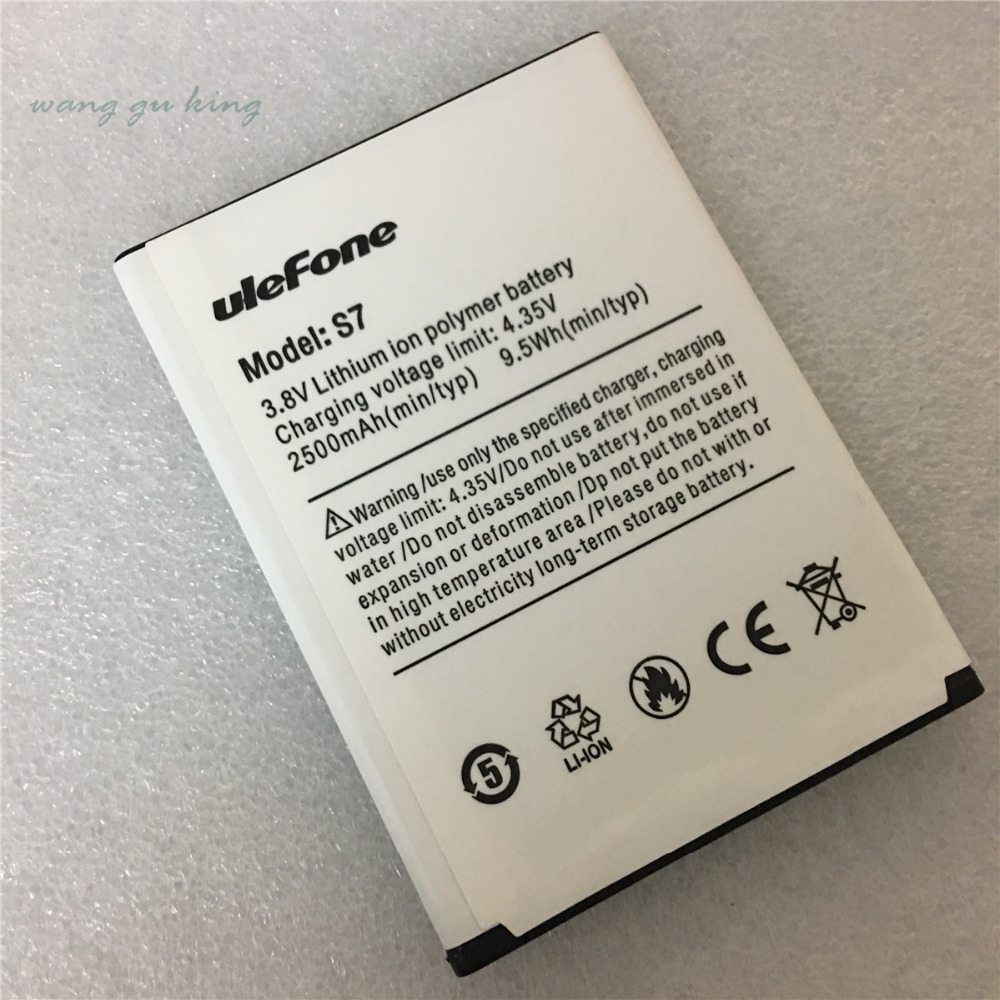 wang gu king
ulefone
Model: S7
3.8V Lithium ion polymer battery
Charging voltage limit: 4.35V
2500mAh(min/typ) 9.5Wh(min/typ)
Warning /use only the specified charger, charging
voltage limit: 4.35V/Do not use after immersed in
water /Do not disassemble battery,do not use if
expansion or deformation /Dp not put the battery
in high temperature area /Please do not with or
without electricity long-term storage battery.
5
LI-ION
CE